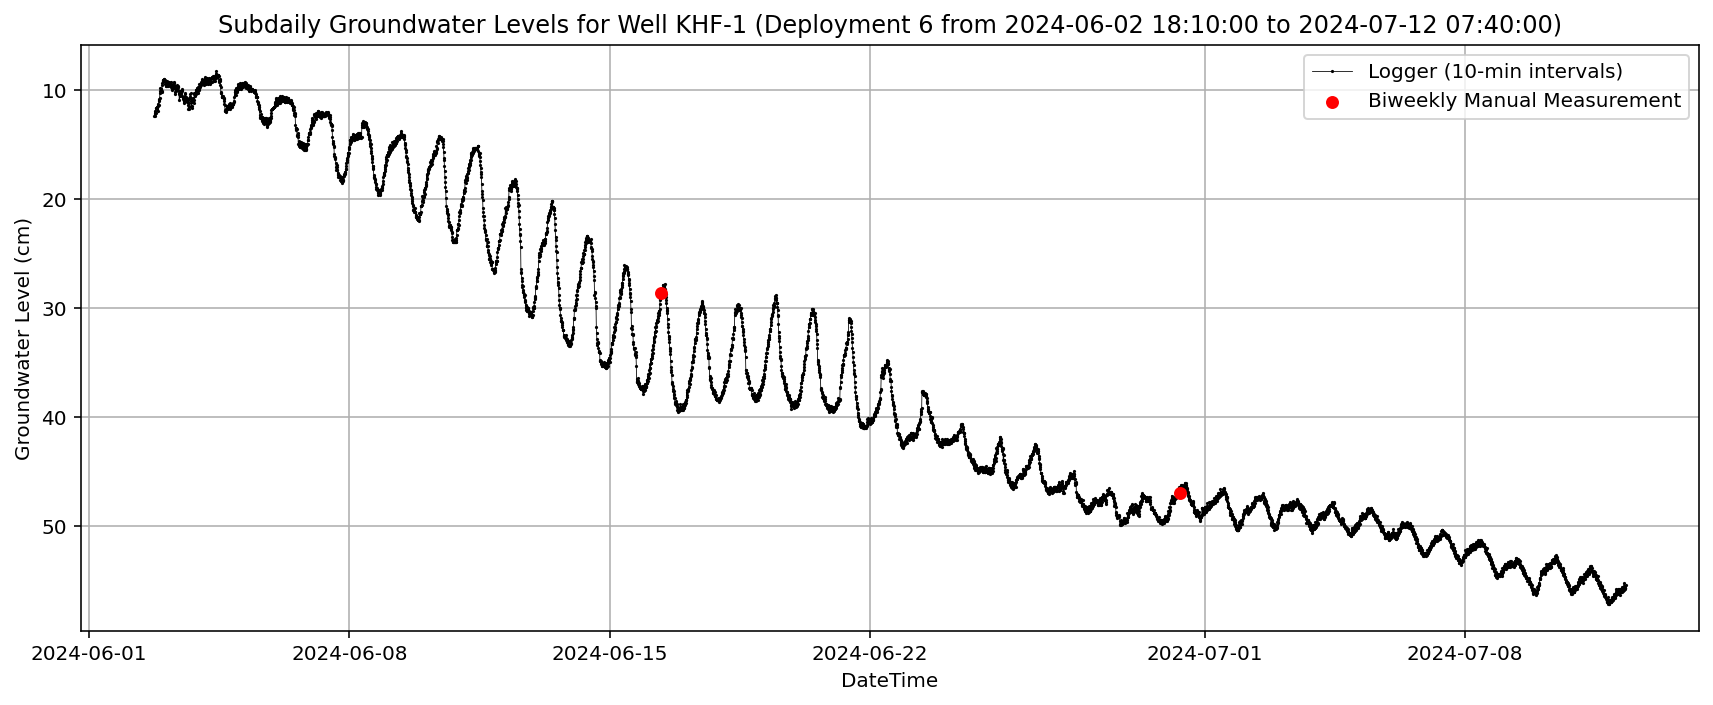 Subdaily Groundwater Levels for Well KHF-1 (Deployment 6 from 2024-06-02 18:10:00 to 2024-07-12 07:40:00)
Logger (10-min intervals)
Biweekly Manual Measurement
Groundwater Level (cm)
10
20
30
40
50
2024-06-01 2024-06-08 2024-06-15 2024-06-22 2024-07-01 2024-07-08
DateTime